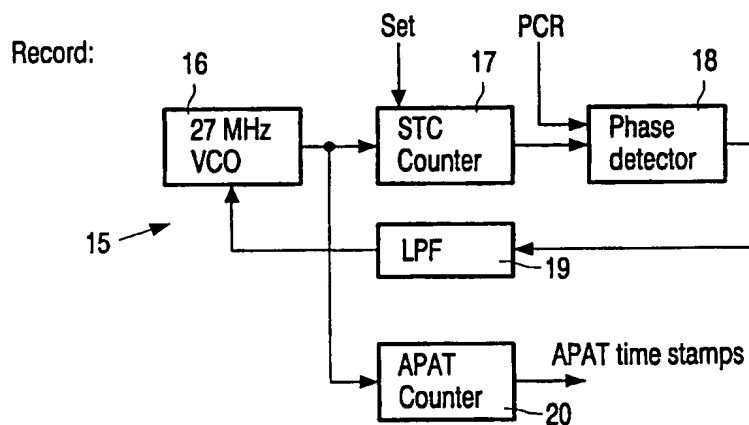 Record:
Set
PCR
16
17
18
27 MHz
VCO
STC
Counter
Phase
detector
15
LPF
19
APAT
Counter
APAT time stamps
20